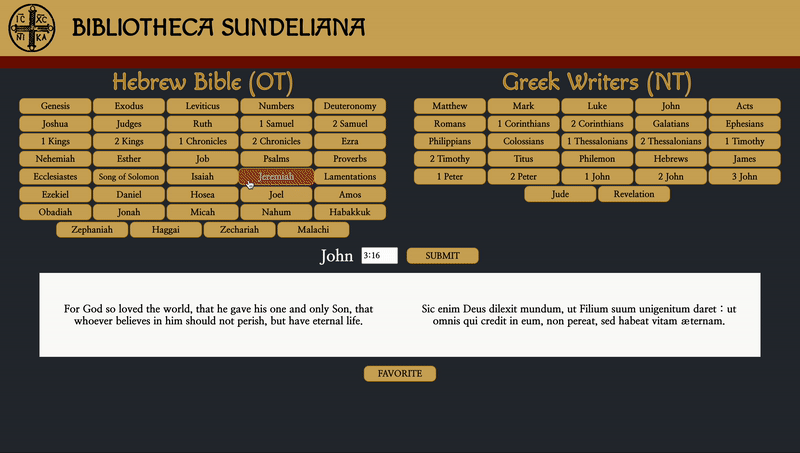 IC XC
NI KA
BIBLIOTHECA SUNDELIANA
Hebrew Bible (OT)
Genesis Exodus Leviticus Numbers Deuteronomy
Joshua Judges Ruth 1 Samuel 2 Samuel
1 Kings 2 Kings 1 Chronicles 2 Chronicles Ezra
Nehemiah Esther Job Psalms Proverbs
Ecclesiastes Song of Solomon Isaiah Jeremiah Lamentations
Ezekiel Daniel Hosea Joel Amos
Obadiah Jonah Micah Nahum Habakkuk
Zephaniah Haggai Zechariah Malachi
Greek Writers (NT)
Matthew Mark Luke John Acts
Romans 1 Corinthians 2 Corinthians Galatians Ephesians
Philippians Colossians 1 Thessalonians 2 Thessalonians 1 Timothy
2 Timothy Titus Philemon Hebrews James
1 Peter 2 Peter 1 John 2 John 3 John
Jude Revelation
John 3:16 SUBMIT
For God so loved the world, that he gave his one and only Son, that
whoever believes in him should not perish, but have eternal life.
Sic enim Deus dilexit mundum, ut Filium suum unigenitum daret : ut
omnis qui credit in eum, non pereat, sed habeat vitam æternam.
FAVORITE